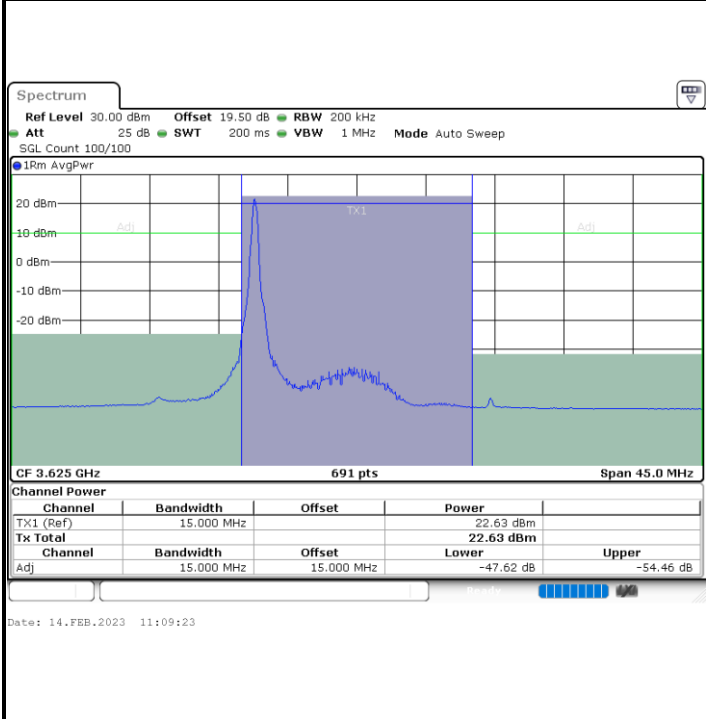 Spectrum
Ref Level 30.00 dBm Offset 19.50 dB RBW 200 kHz
Att 25 dB SWT 200 ms VBW 1 MHz Mode Auto Sweep
SGL Count 100/100
1Rm AvgPwr
20 dBm
TX1
Adj
Adj
10 dBm
0 dBm
-10 dBm
-20 dBm
CF 3.625 GHz 691 pts Span 45.0 MHz
Channel Power
Channel Bandwidth Offset Power
TX1 (Ref) 15.000 MHz 22.63 dBm
Tx Total 22.63 dBm
Channel Bandwidth Offset Lower Upper
Adj 15.000 MHz 15.000 MHz -47.62 dB -54.46 dB
Ready
Date: 14.FEB.2023 11:09:23